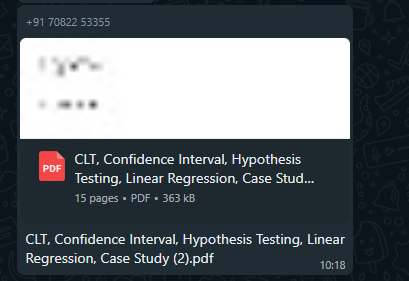 +91 70822 53355
PDF
CLT, Confidence Interval, Hypothesis
Testing, Linear Regression, Case Stud...
15 pages • PDF • 363 kB
CLT, Confidence Interval, Hypothesis Testing, Linear
Regression, Case Study (2).pdf
10:18